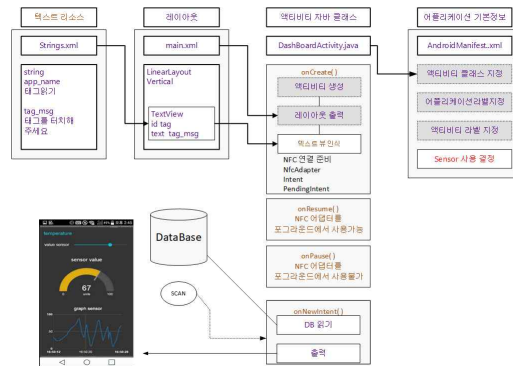 텍스트 리소스
Strings.xml
string
app_name
태그읽기
tag_msg
태그를 터치해
주세요
레이아웃
main.xml
LinearLayout
Vertical
TextView
id tag
text tag_msg
액티비티 자바 클래스
DashBoardActivity.java
onCreate( )
액티비티 생성
레이아웃 출력
텍스트 뷰 인식
NFC 연결 준비
NfcAdapter
Intent
PendingIntent
onResume( )
NFC 어댑터를
포그라운드에서 사용가능
onPause( )
NFC 어댑터를
포그라운드에서 사용불가
onNewIntent( )
DB 읽기
출력
어플리케이션 기본정보
AndroidManifest.xml
액티비티 클래스 지정
어플리케이션라벨지정
액티비티 라벨 지정
Sensor 사용 결정
DataBase
SCAN
temperature
value sensor
sensor value
67
graph sensor